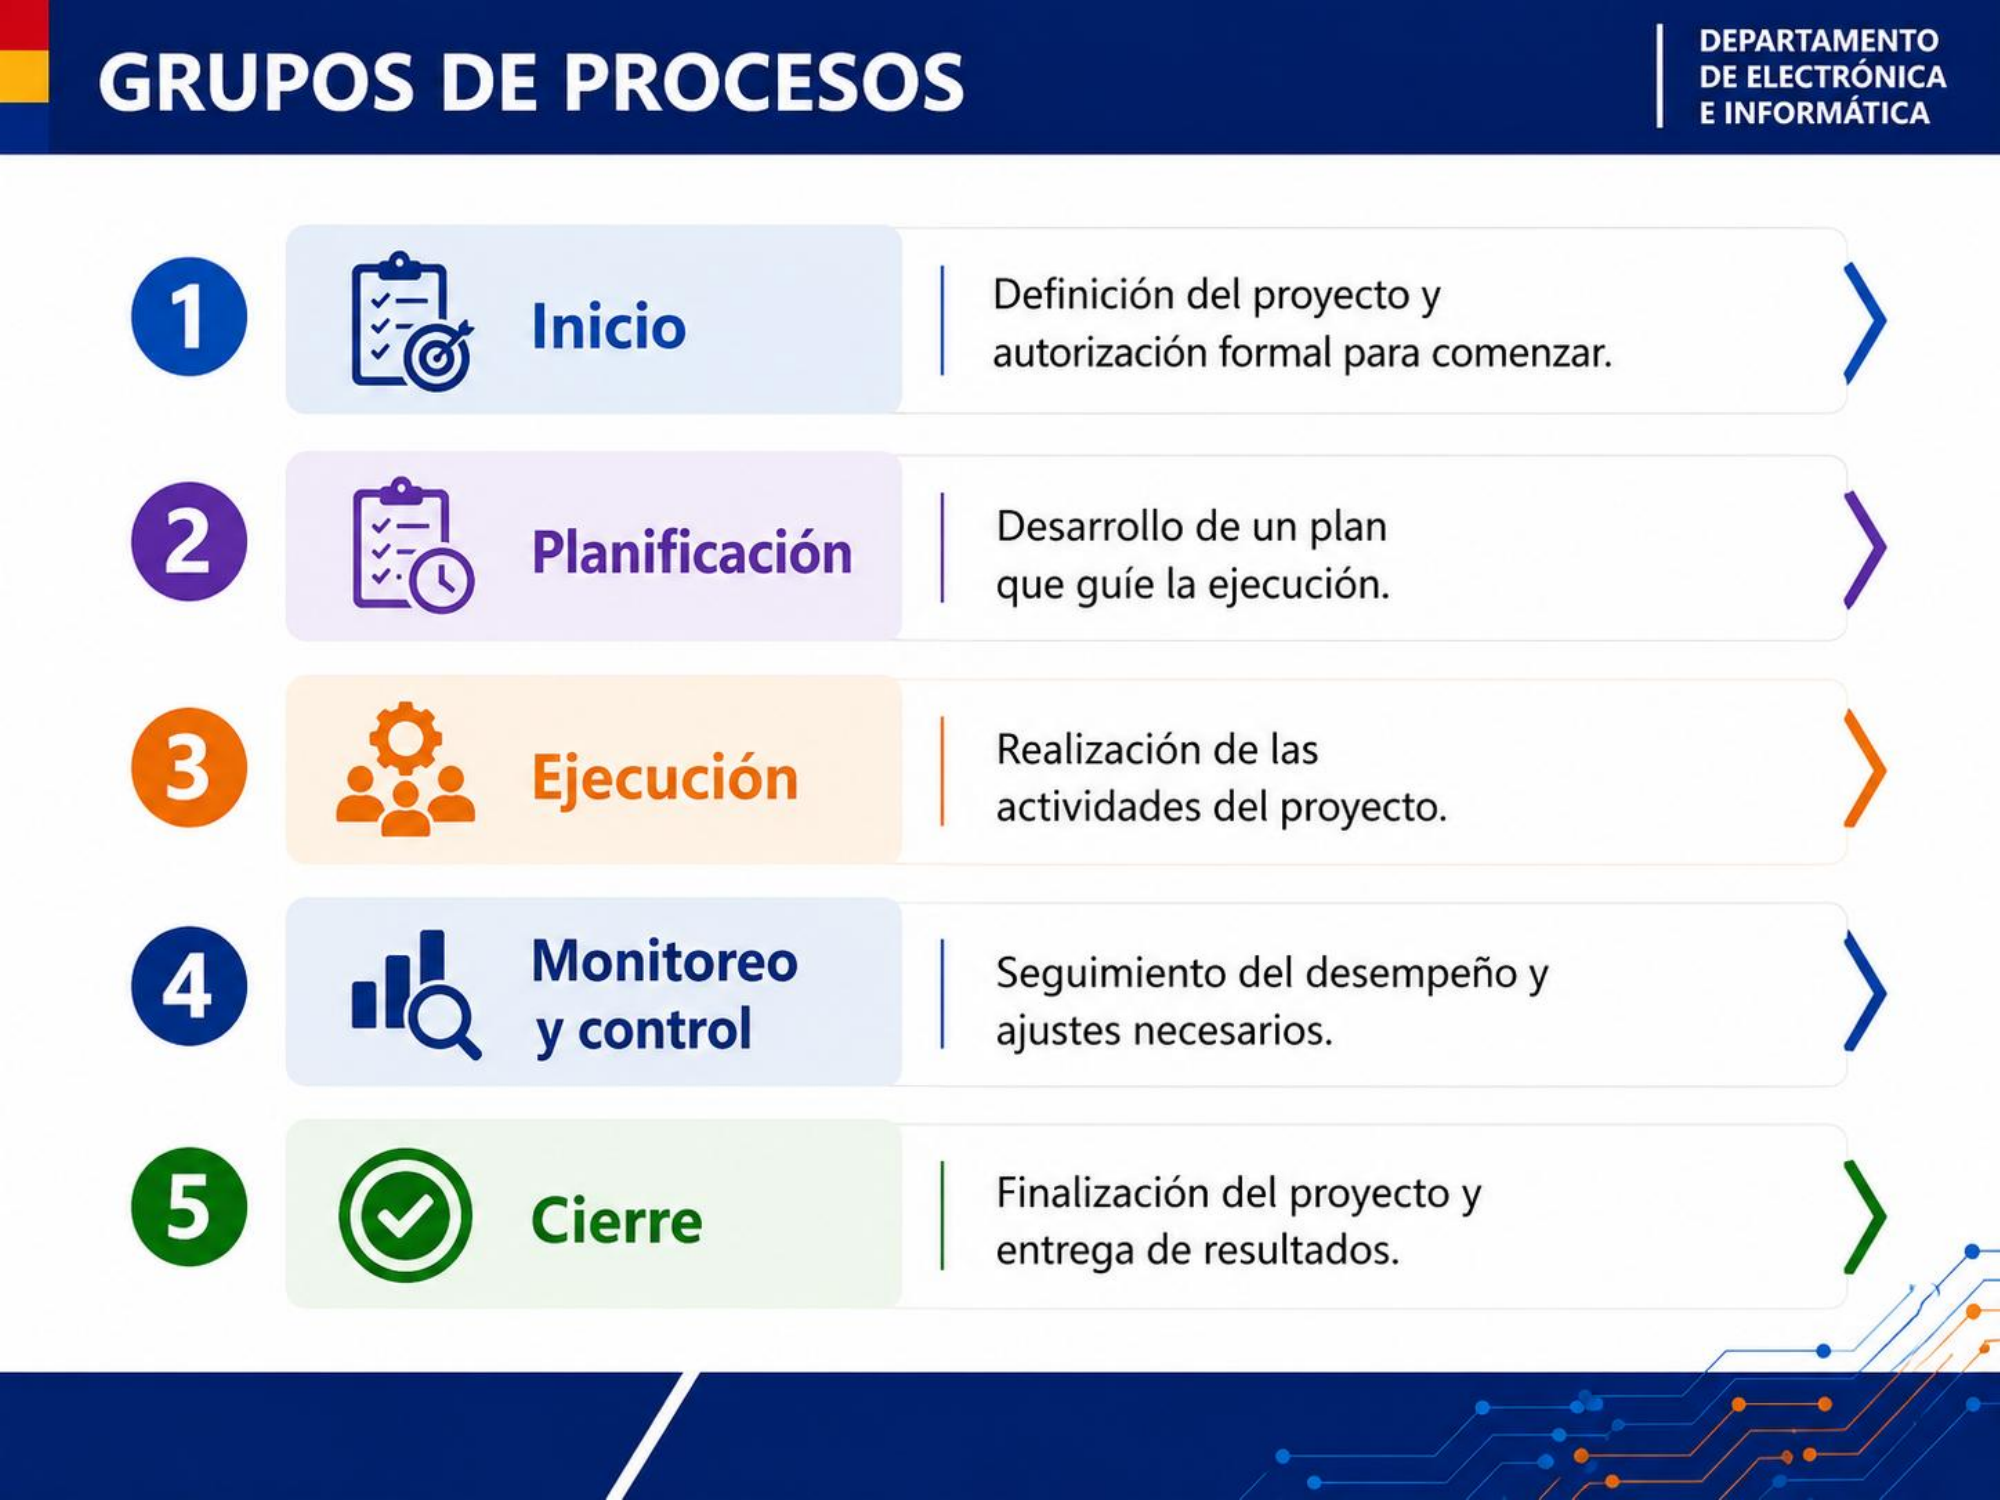 GRUPOS DE PROCESOS
DEPARTAMENTO
DE ELECTRÓNICA
E INFORMÁTICA
1
Inicio
Definición del proyecto y
autorización formal para comenzar.
2
Planificación
Desarrollo de un plan
que guíe la ejecución.
3
Ejecución
Realización de las
actividades del proyecto.
4
Monitoreo
y control
Seguimiento del desempeño y
ajustes necesarios.
5
Cierre
Finalización del proyecto y
entrega de resultados.